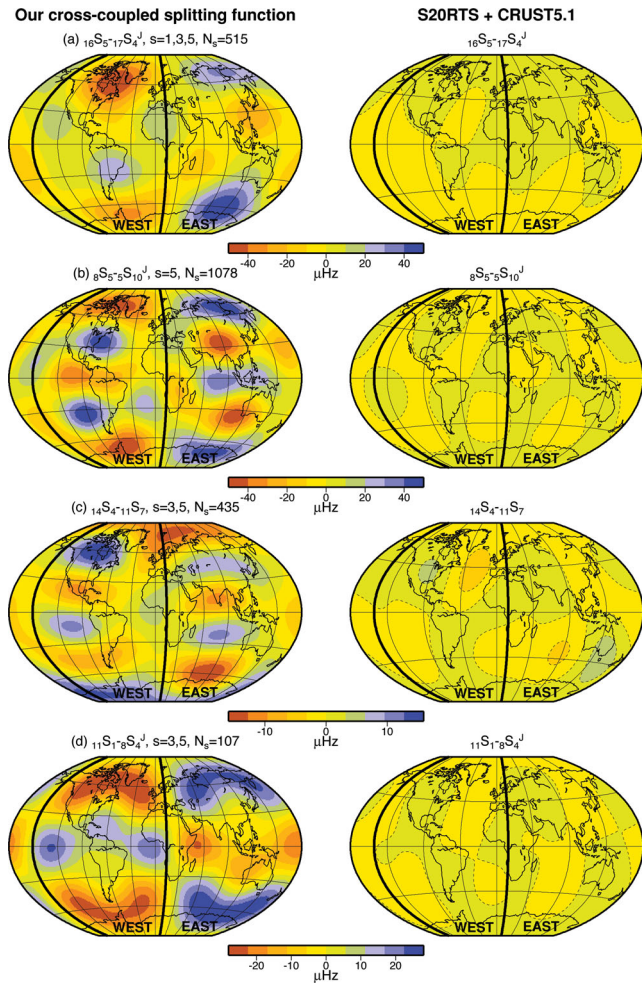 Our cross-coupled splitting function
S20RTS + CRUST5.1
(a) ₁₆S₅-₁₇S₄ᴶ, s=1,3,5, Nₛ=515
₁₆S₅-₁₇S₄ᴶ
WEST EAST
WEST EAST
-40 -20 0 20 40
μHz
(b) ₈S₅-₅S₁₀ᴶ, s=5, Nₛ=1078
₈S₅-₅S₁₀ᴶ
WEST EAST
WEST EAST
-40 -20 0 20 40
μHz
(c) ₁₄S₄-₁₁S₇, s=3,5, Nₛ=435
₁₄S₄-₁₁S₇
WEST EAST
WEST EAST
-10 0 10
μHz
(d) ₁₁S₁-₈S₄ᴶ, s=3,5, Nₛ=107
₁₁S₁-₈S₄ᴶ
WEST EAST
WEST EAST
-20 -10 0 10 20
μHz